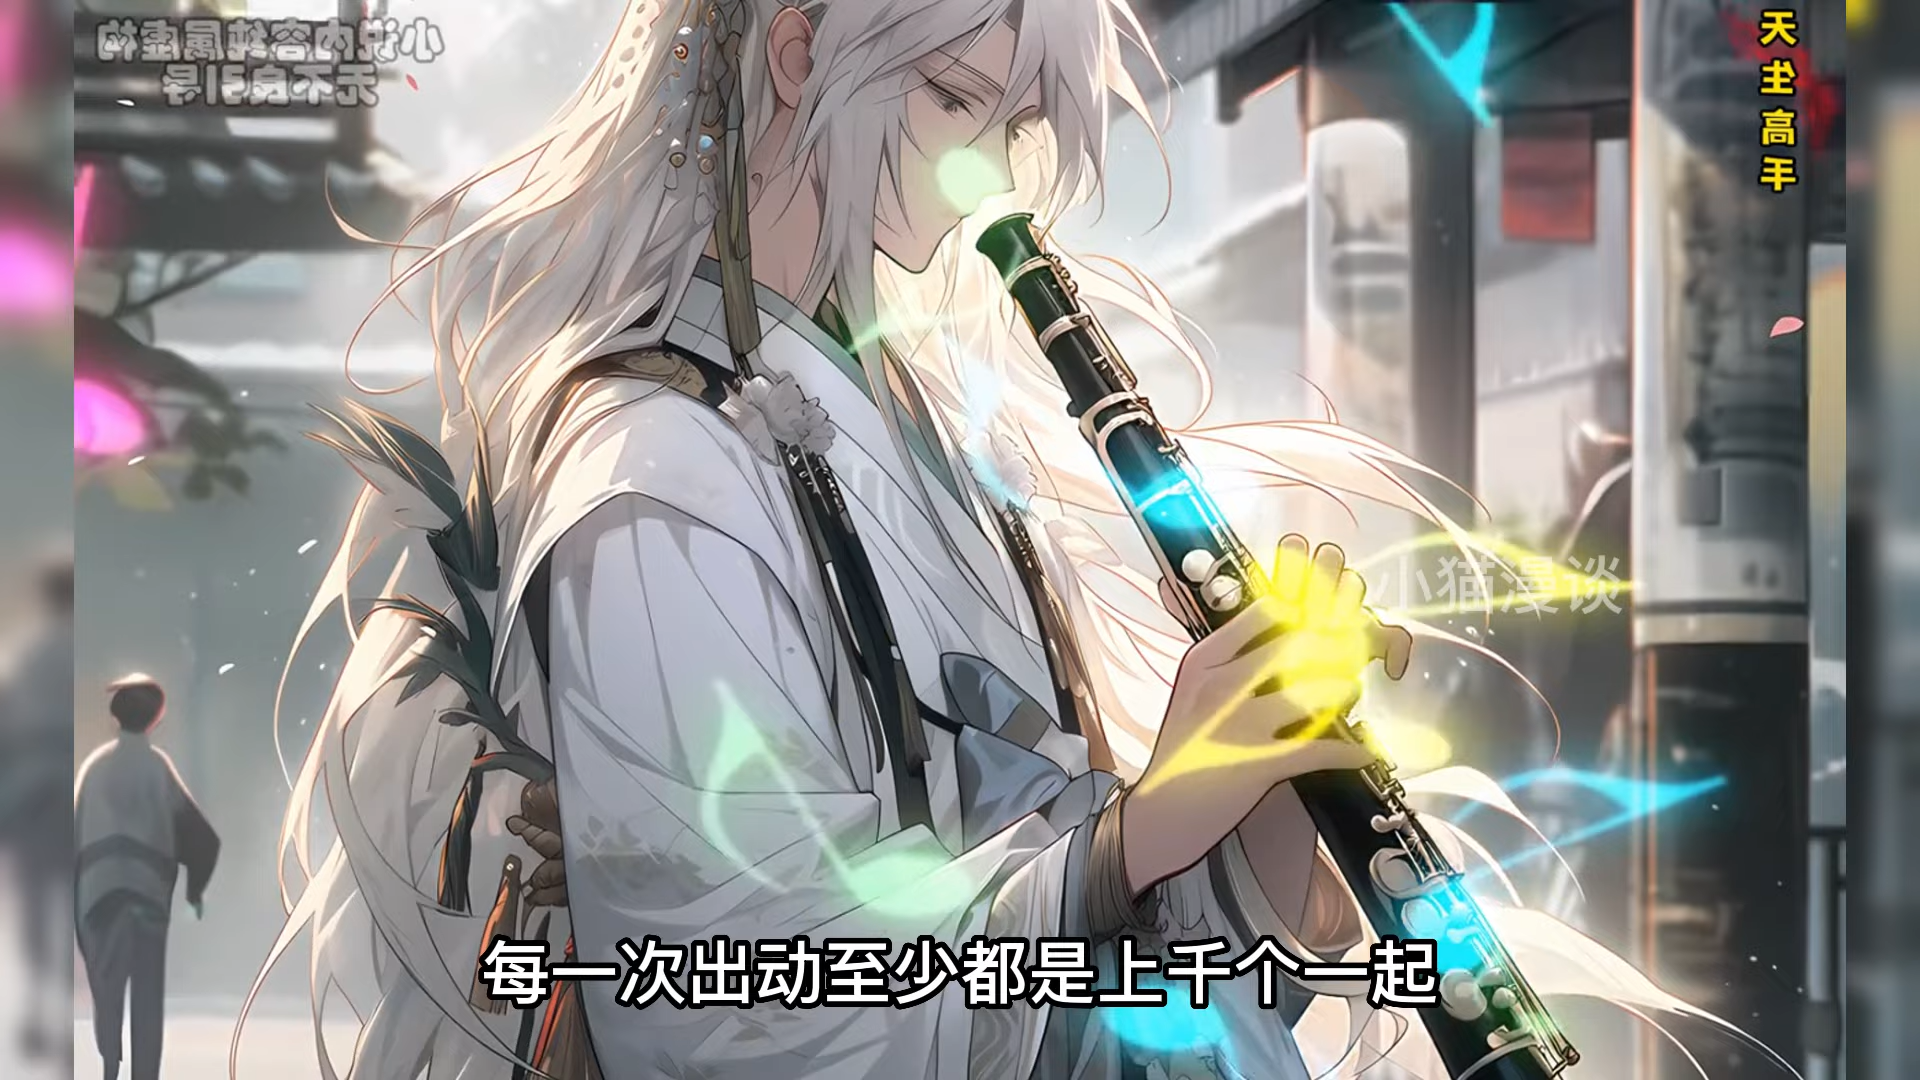 小说内容纯属虚构
无不良引导
天生高手
小猫漫谈
每一次出动至少都是上千个一起